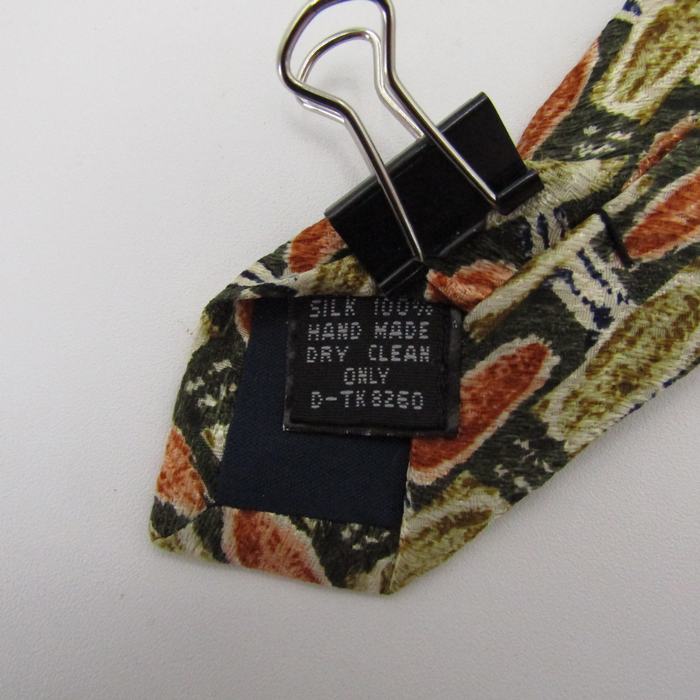 SILK 100%
HAND MADE
DRY CLEAN
ONLY
D-TK8260